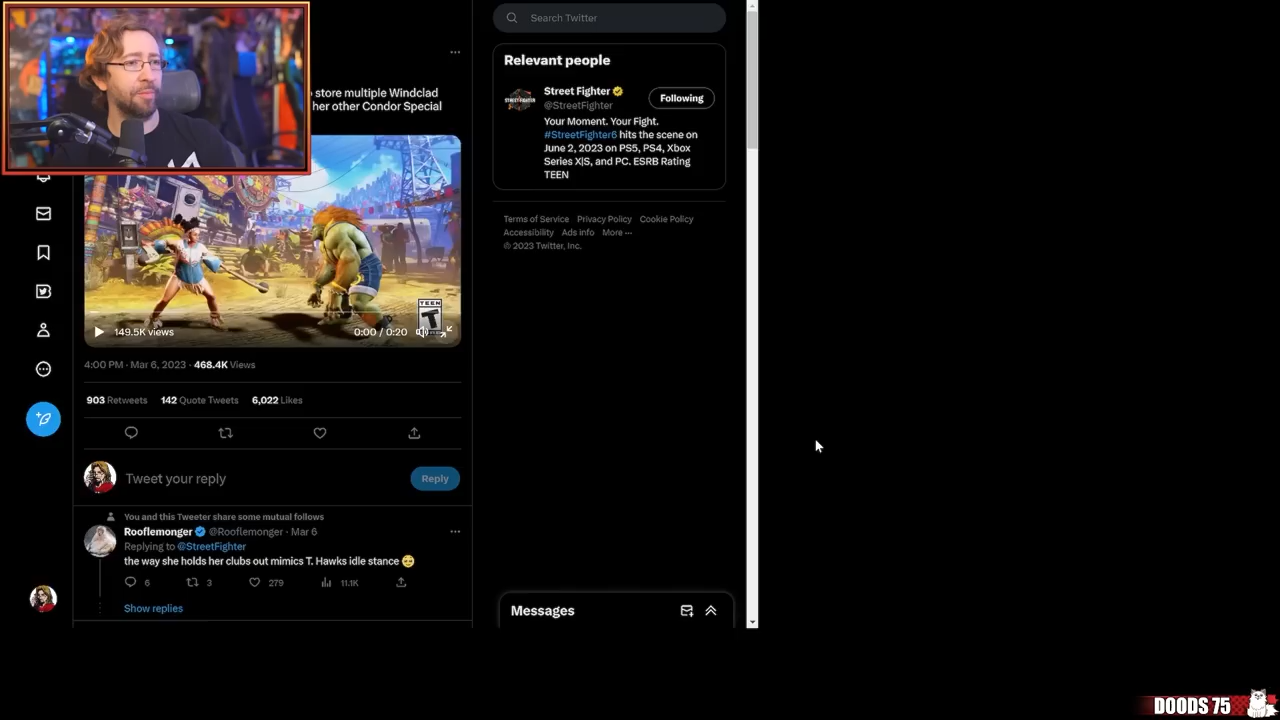 Search Twitter
Relevant people
Street Fighter
@StreetFighter
Following
Your Moment. Your Fight.
#StreetFighter6 hits the scene on
June 2, 2023 on PS5, PS4, Xbox
Series X|S, and PC. ESRB Rating
TEEN
Terms of Service Privacy Policy Cookie Policy
Accessibility Ads info More ···
© 2023 Twitter, Inc.
store multiple Windclad
her other Condor Special
TEEN
T
149.5K views
0:00 / 0:20
4:00 PM · Mar 6, 2023 · 468.4K Views
903 Retweets 142 Quote Tweets 6,022 Likes
Tweet your reply
Reply
You and this Tweeter share some mutual follows
Rooflemonger @Rooflemonger · Mar 6
Replying to @StreetFighter
the way she holds her clubs out mimics T. Hawks idle stance 🥹
6 3 279 11.1K
Show replies
Messages
DOODS 75